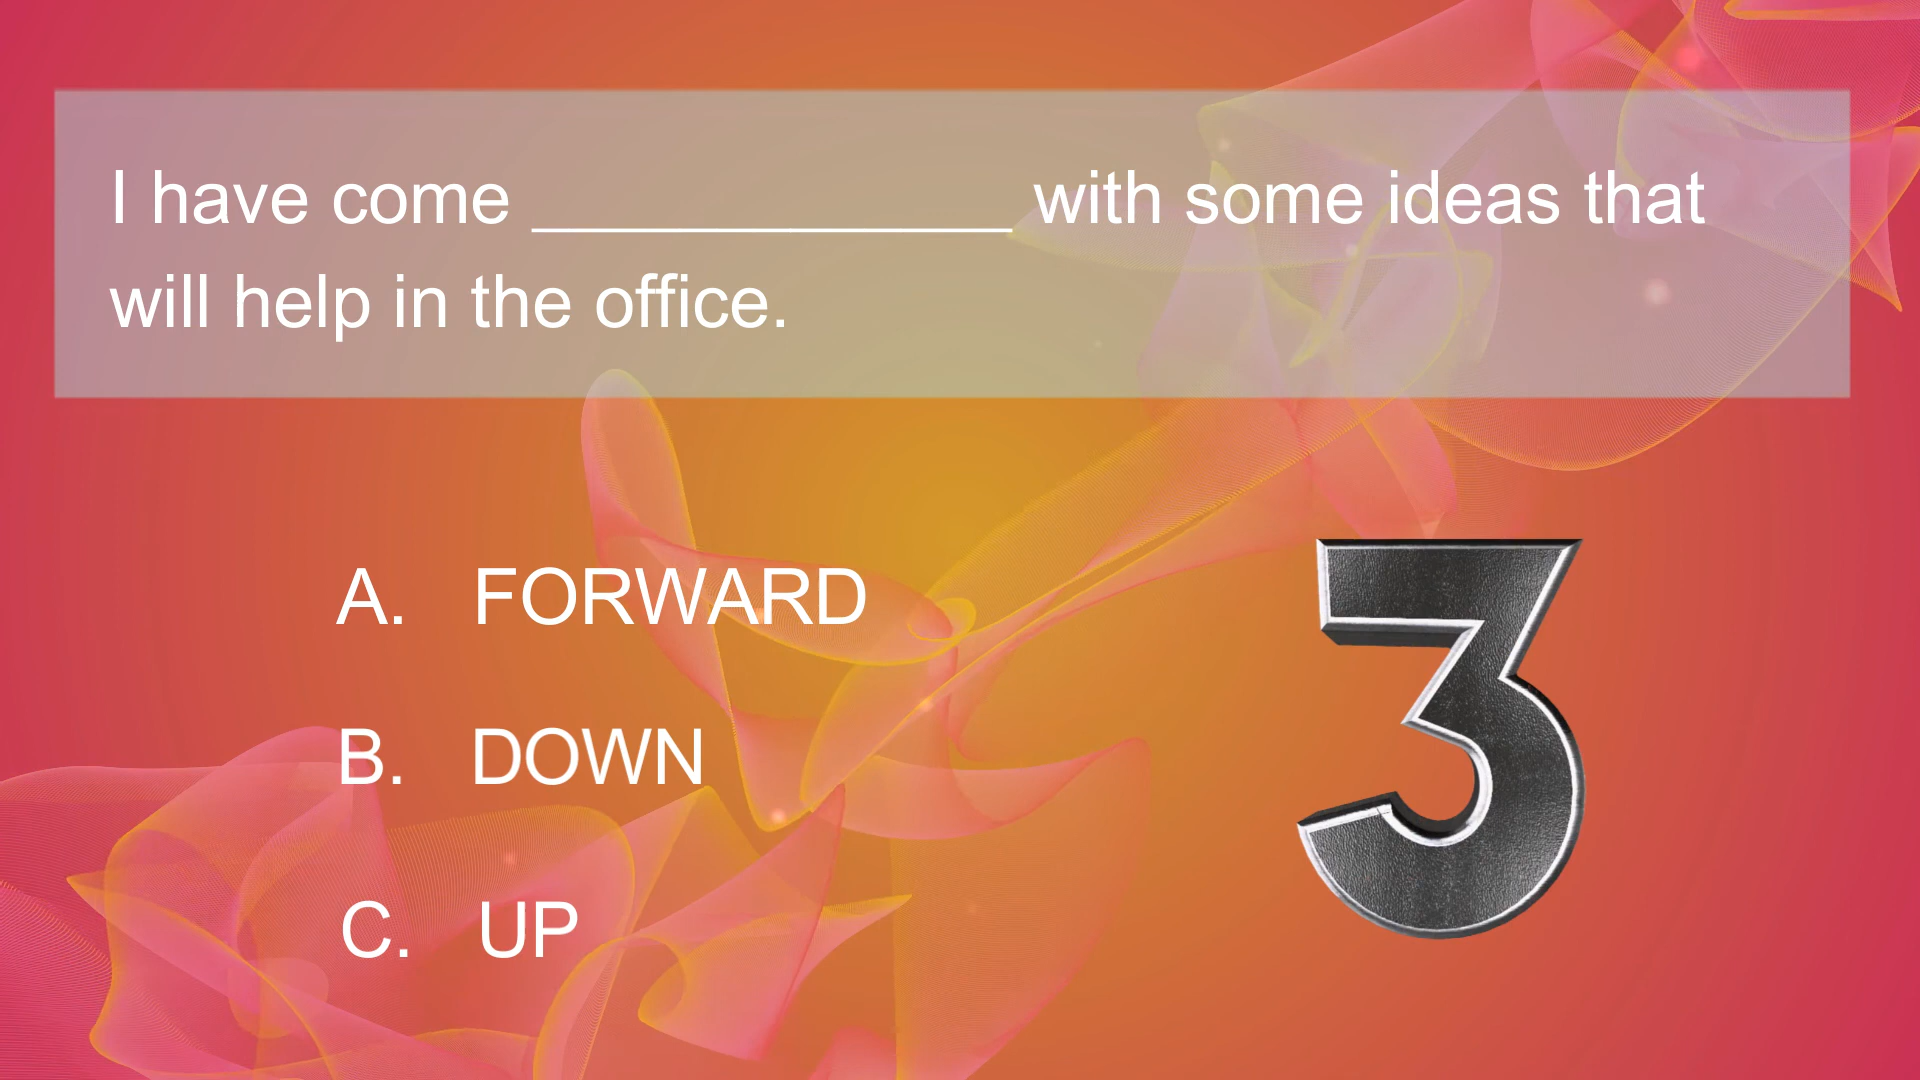 I have come _____________ with some ideas that
will help in the office.
A. FORWARD
B. DOWN
C. UP
3